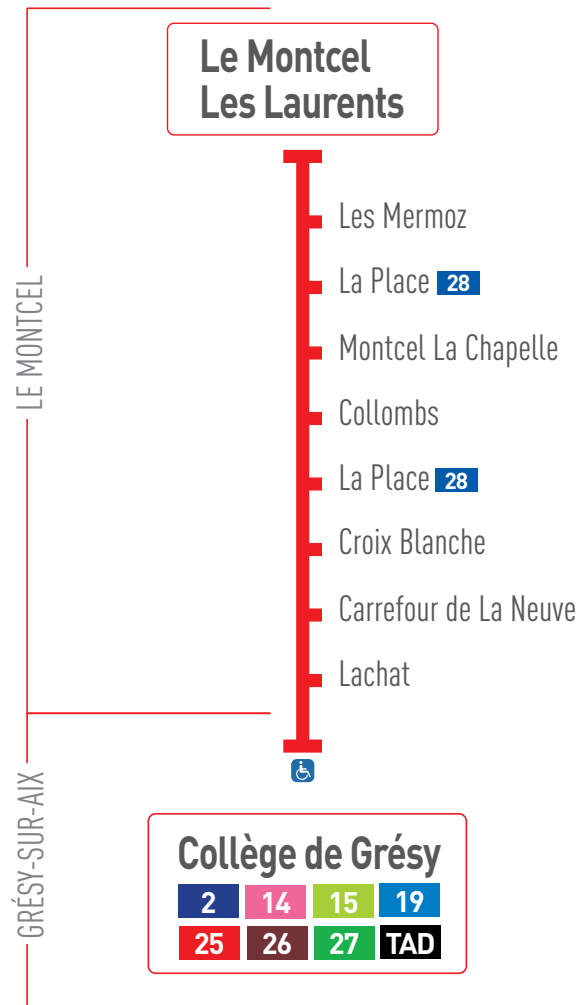 Le Montcel
Les Laurents
LE MONTCEL
Les Mermoz
La Place 28
Montcel La Chapelle
Collombs
La Place 28
Croix Blanche
Carrefour de La Neuve
Lachat
GRÉSY-SUR-AIX
Collège de Grésy
2 14 15 19
25 26 27 TAD